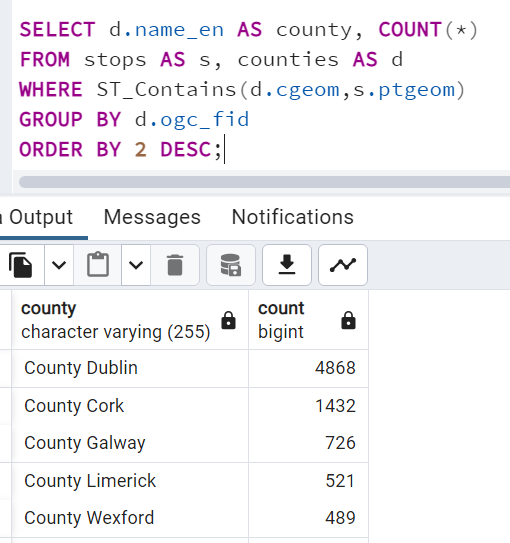 SELECT d.name_en AS county, COUNT(*)
FROM stops AS s, counties AS d
WHERE ST_Contains(d.cgeom,s.ptgeom)
GROUP BY d.ogc_fid
ORDER BY 2 DESC;
Output Messages Notifications
county count
character varying (255) bigint
County Dublin 4868
County Cork 1432
County Galway 726
County Limerick 521
County Wexford 489